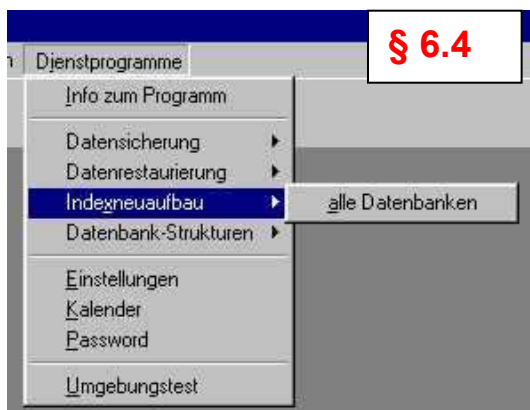 § 6.4
Dienstprogramme
Info zum Programm
Datensicherung
Datenrestaurierung
Indexneuaufbau
alle Datenbanken
Datenbank-Strukturen
Einstellungen
Kalender
Password
Umgebungstest